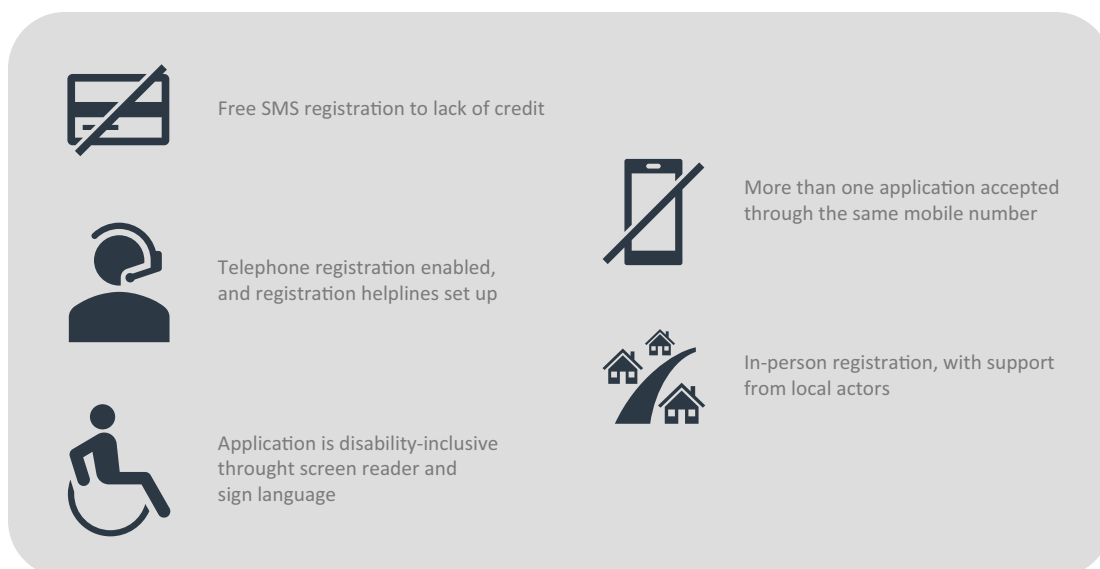 Free SMS registration to lack of credit
Telephone registration enabled,
and registration helplines set up
Application is disability-inclusive
throught screen reader and
sign language
More than one application accepted
through the same mobile number
In-person registration, with support
from local actors